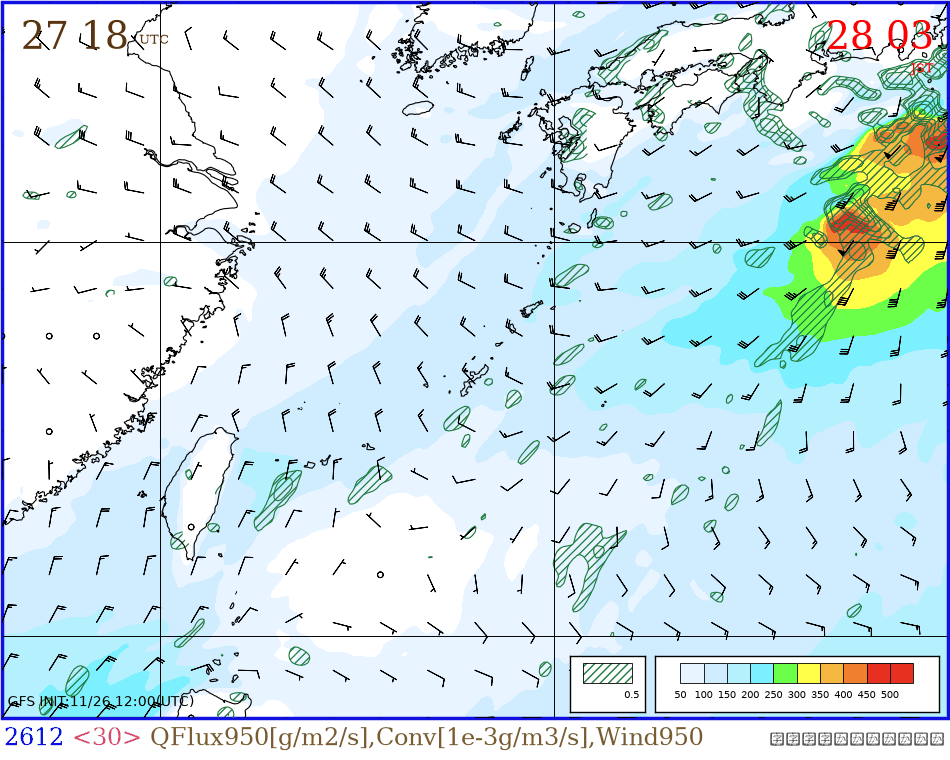 27 18 UTC
28 03
JST
0.5
50 100 150 200 250 300 350 400 450 500
GFS INIT:11/26 12:00(UTC)
2612 <30> QFlux950[g/m2/s],Conv[1e-3g/m3/s],Wind950